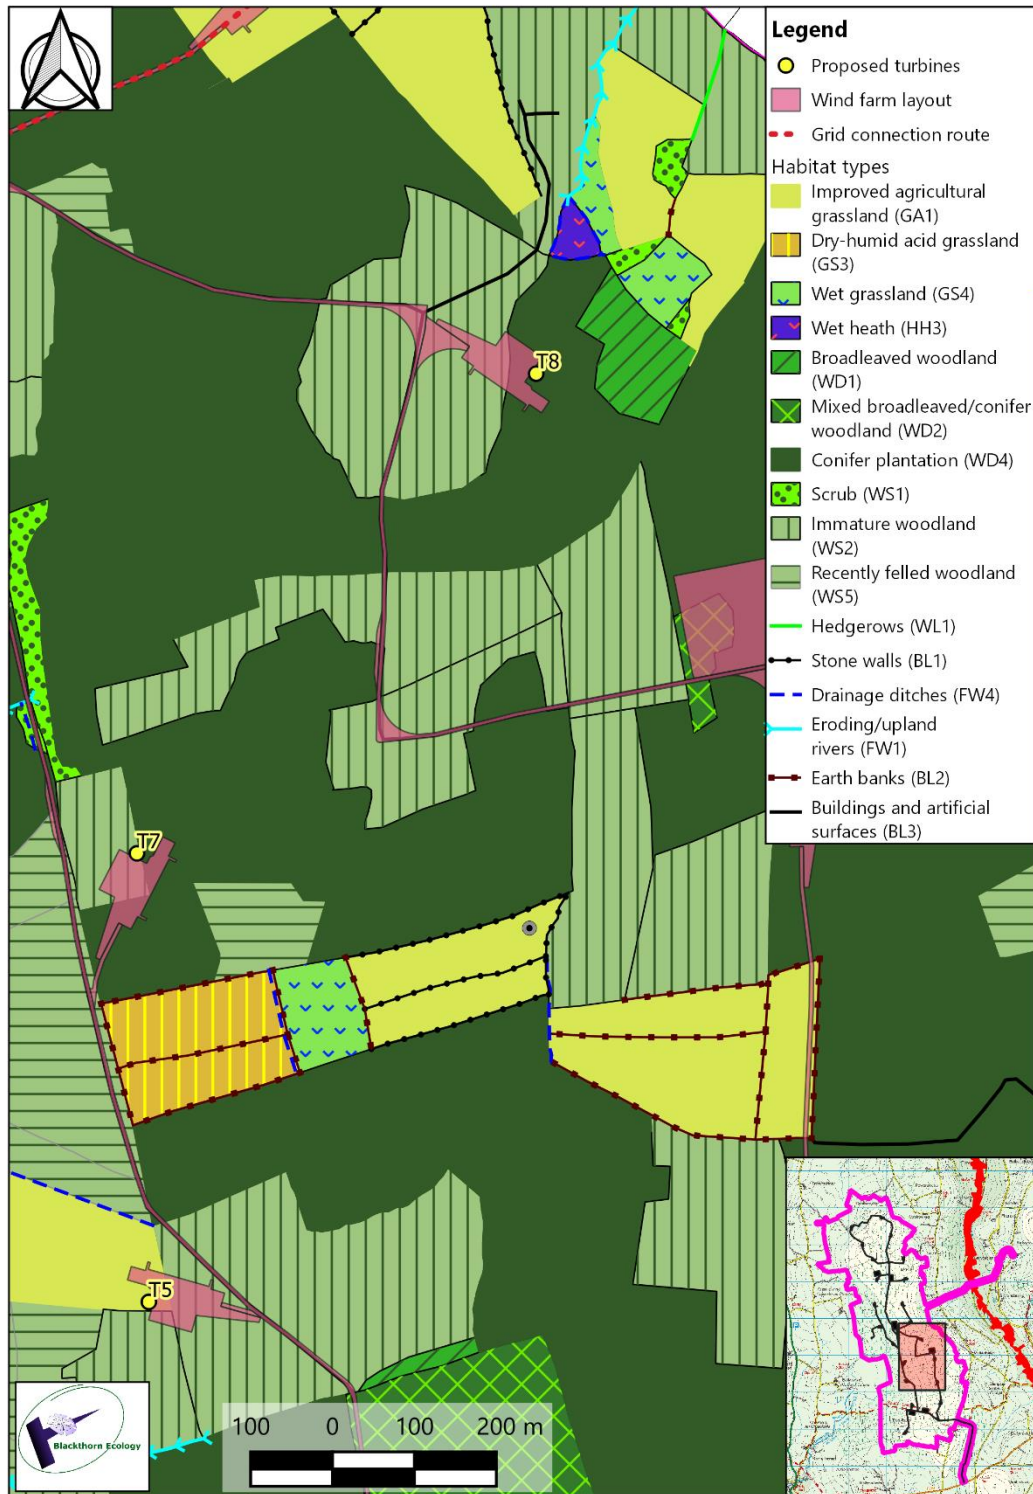 Legend
Proposed turbines
Wind farm layout
Grid connection route
Habitat types
Improved agricultural
grassland (GA1)
Dry-humid acid grassland
(GS3)
Wet grassland (GS4)
Wet heath (HH3)
Broadleaved woodland
(WD1)
Mixed broadleaved/conifer
woodland (WD2)
Conifer plantation (WD4)
Scrub (WS1)
Immature woodland
(WS2)
Recently felled woodland
(WS5)
Hedgerows (WL1)
Stone walls (BL1)
Drainage ditches (FW4)
Eroding/upland
rivers (FW1)
Earth banks (BL2)
Buildings and artificial
surfaces (BL3)
T8
T7
T5
Blackthorn Ecology
100 0 100 200 m